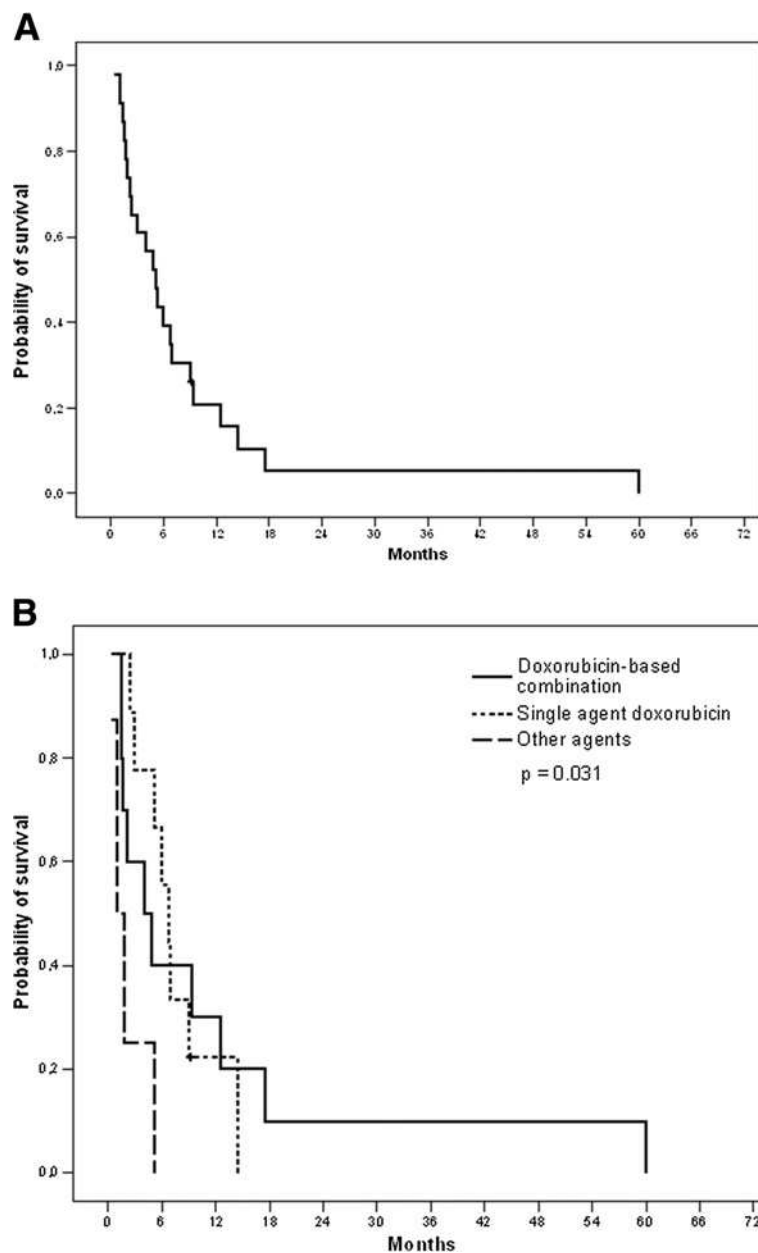 A
1,0
0,8
0,6
0,4
0,2
0,0
Probability of survival
0 6 12 18 24 30 36 42 48 54 60 66 72
Months
B
1,0
0,8
0,6
0,4
0,2
0,0
Probability of survival
Doxorubicin-based
combination
Single agent doxorubicin
Other agents
p = 0.031
0 6 12 18 24 30 36 42 48 54 60 66 72
Months